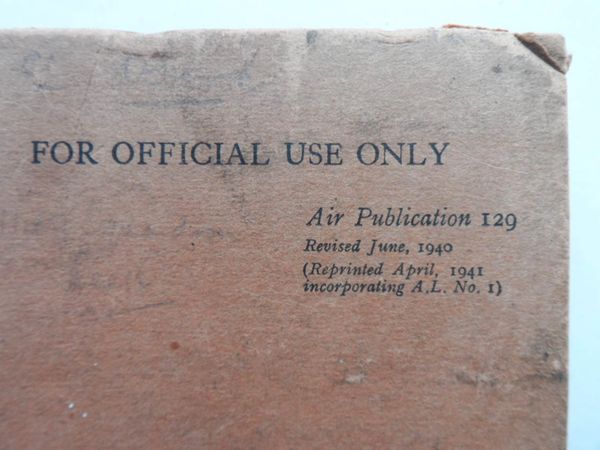 FOR OFFICIAL USE ONLY
Air Publication 129
Revised June, 1940
(Reprinted April, 1941
incorporating A.L. No. 1)